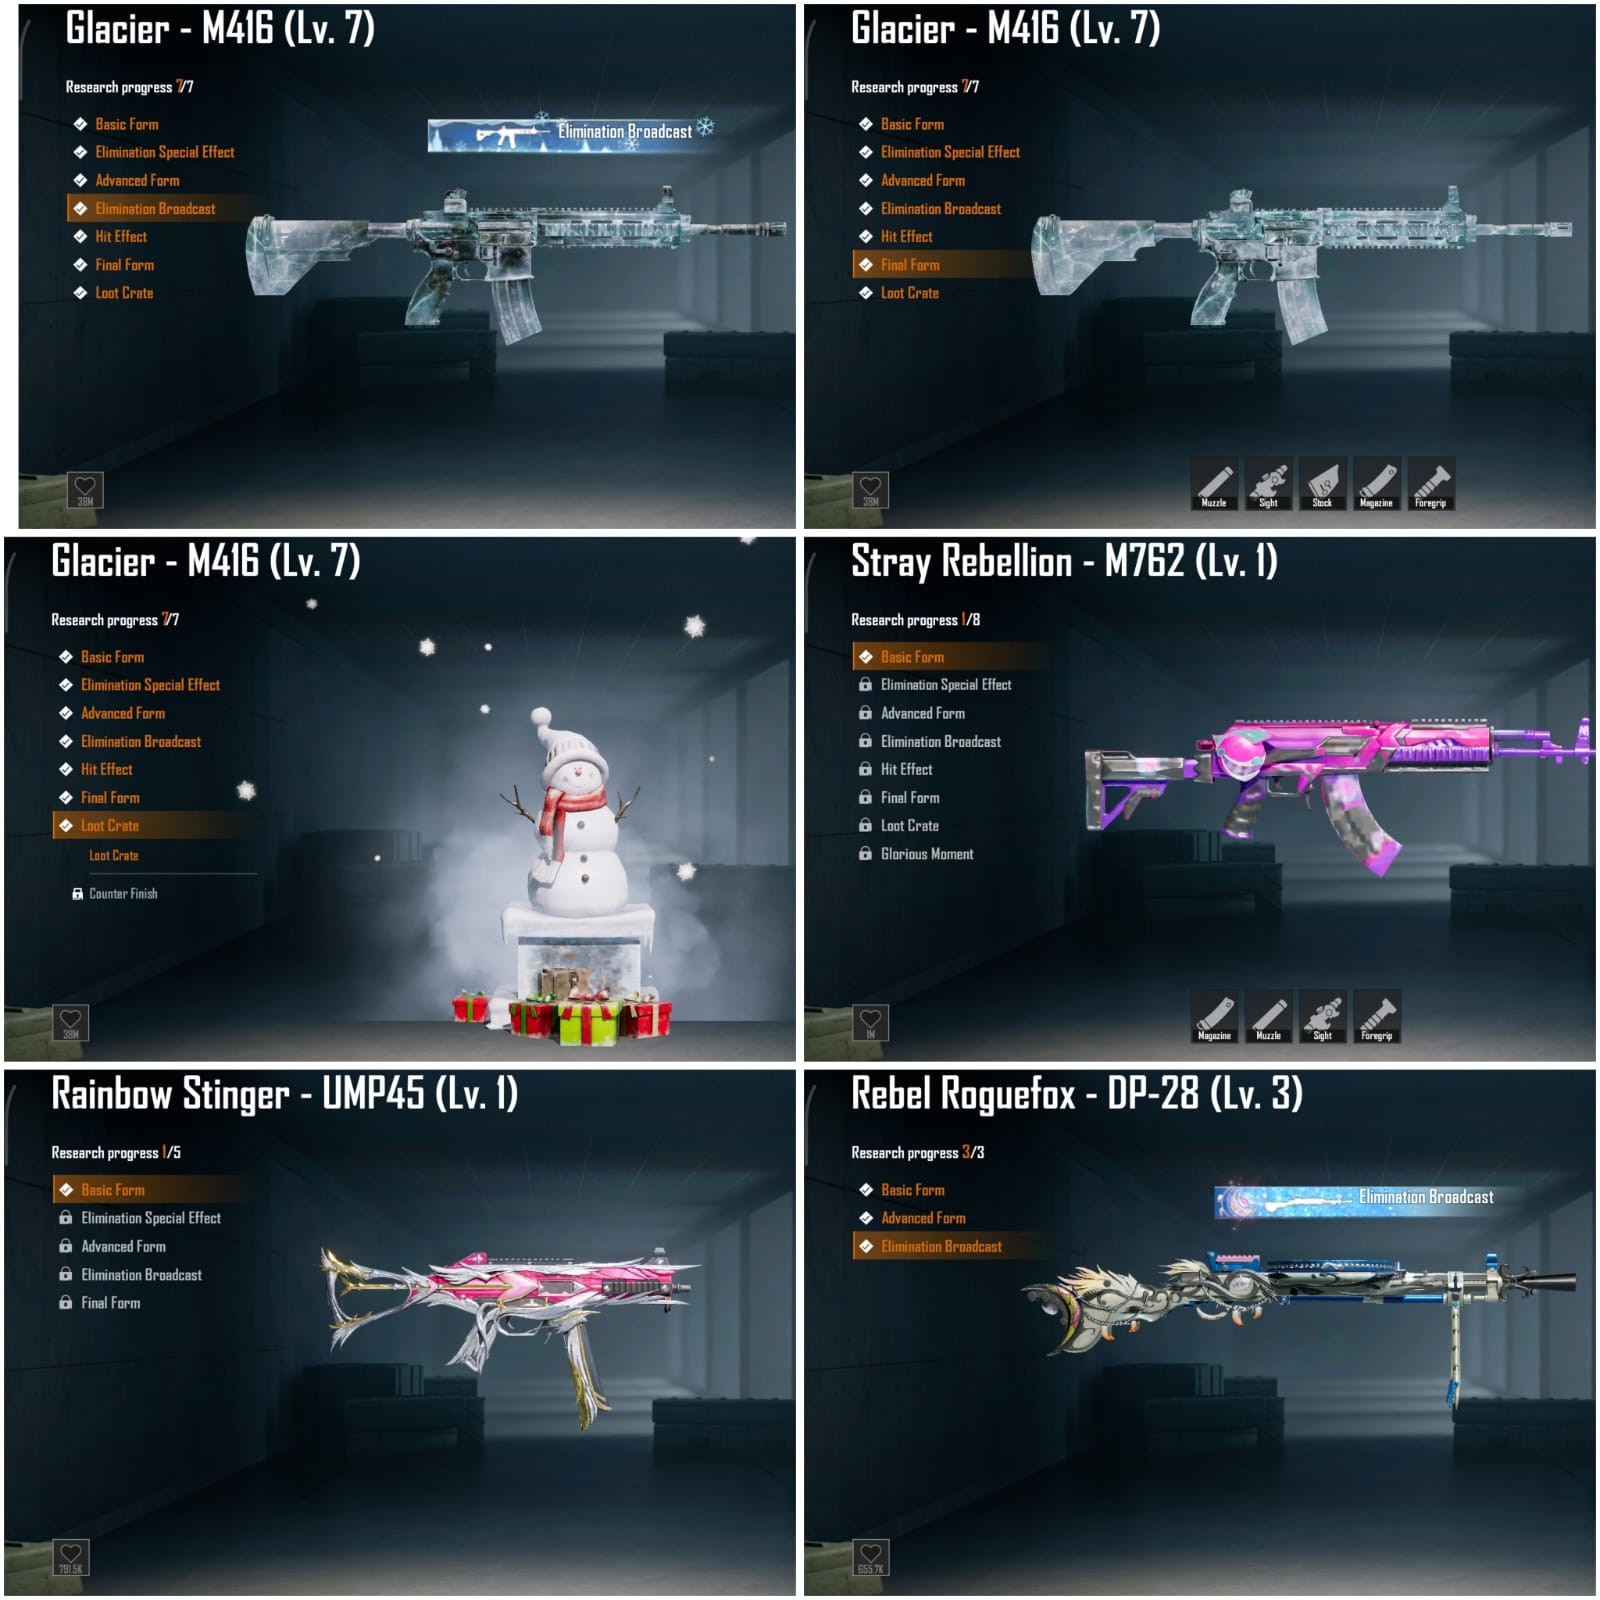 Glacier - M416 (Lv. 7)
Research progress 7/7
Basic Form
Elimination Special Effect
Advanced Form
Elimination Broadcast
Hit Effect
Final Form
Loot Crate
Elimination Broadcast
38M
Glacier - M416 (Lv. 7)
Research progress 7/7
Basic Form
Elimination Special Effect
Advanced Form
Elimination Broadcast
Hit Effect
Final Form
Loot Crate
38M
Muzzle Sight Stock Magazine Foregrip
Glacier - M416 (Lv. 7)
Research progress 7/7
Basic Form
Elimination Special Effect
Advanced Form
Elimination Broadcast
Hit Effect
Final Form
Loot Crate
Loot Crate
Counter Finish
38M
Stray Rebellion - M762 (Lv. 1)
Research progress 1/8
Basic Form
Elimination Special Effect
Advanced Form
Elimination Broadcast
Hit Effect
Final Form
Loot Crate
Glorious Moment
1M
Magazine Muzzle Sight Foregrip
Rainbow Stinger - UMP45 (Lv. 1)
Research progress 1/5
Basic Form
Elimination Special Effect
Advanced Form
Elimination Broadcast
Final Form
791.5K
Rebel Roguefox - DP-28 (Lv. 3)
Research progress 3/3
Basic Form
Advanced Form
Elimination Broadcast
Elimination Broadcast
655.7K